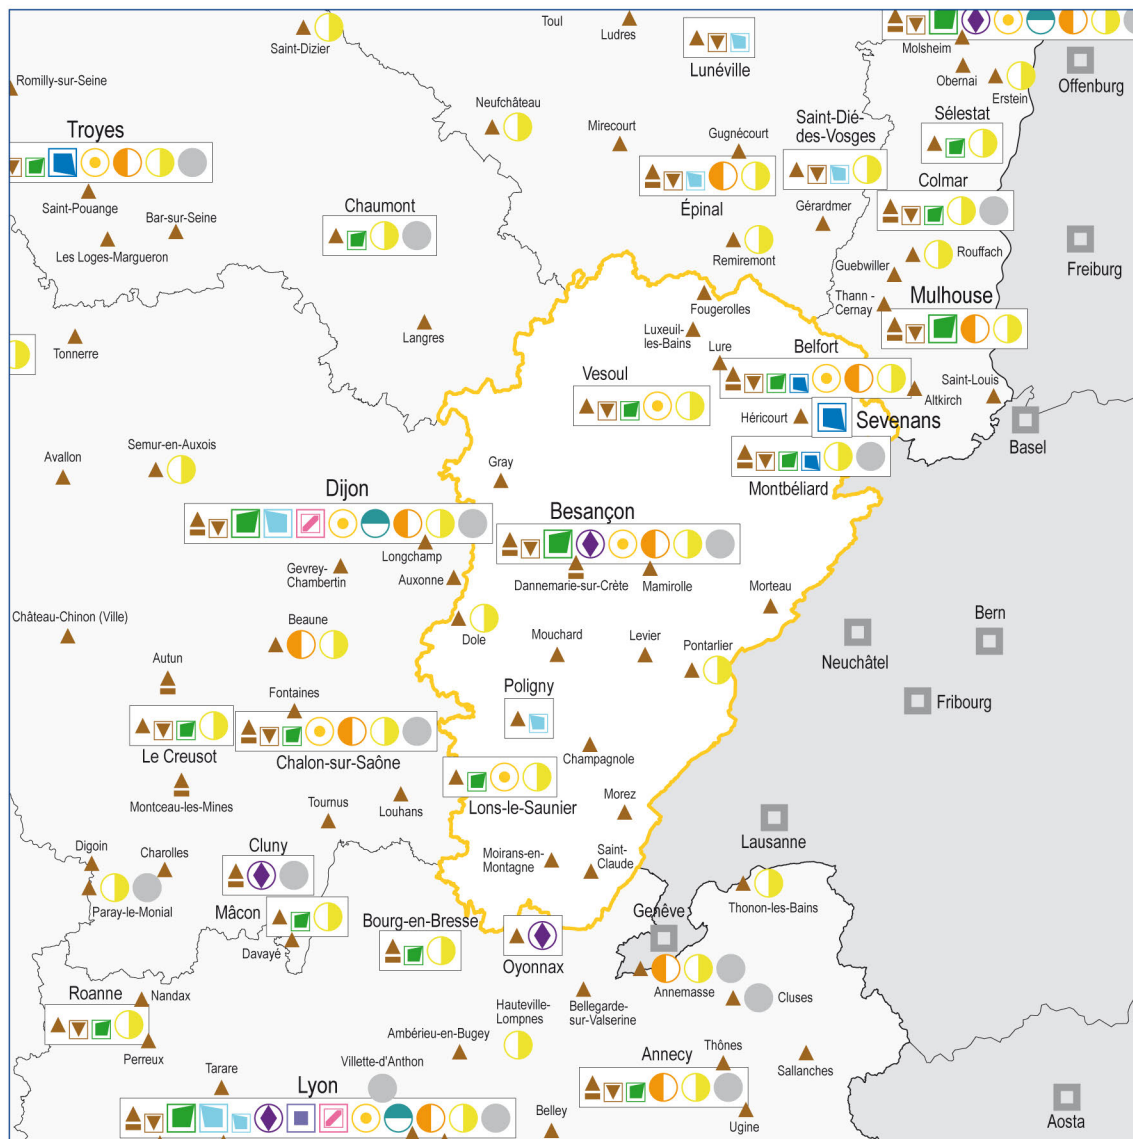 Toul
Ludres
Saint-Dizier
Lunéville
Molsheim
Obernai
Erstein
Offenburg
Romilly-sur-Seine
Neufchâteau
Mirecourt
Gugnécourt
Saint-Dié-
des-Vosges
Sélestat
Troyes
Saint-Pouange
Bar-sur-Seine
Les Loges-Margueron
Chaumont
Épinal
Gérardmer
Colmar
Remiremont
Guebwiller
Rouffach
Freiburg
Thann -
Cernay
Mulhouse
Fougerolles
Luxeuil-
les-Bains
Lure
Langres
Tonnerre
Belfort
Vesoul
Altkirch
Saint-Louis
Basel
Héricourt
Sevenans
Montbéliard
Semur-en-Auxois
Avallon
Gray
Dijon
Longchamp
Gevrey-
Chambertin
Auxonne
Besançon
Dannemarie-sur-Crète
Mamirolle
Morteau
Château-Chinon (Ville)
Beaune
Dole
Mouchard
Levier
Pontarlier
Neuchâtel
Bern
Fribourg
Autun
Fontaines
Poligny
Le Creusot
Chalon-sur-Saône
Champagnole
Montceau-les-Mines
Tournus
Louhans
Lons-le-Saunier
Morez
Lausanne
Digoin
Charolles
Paray-le-Monial
Cluny
Moirans-en-
Montagne
Saint-
Claude
Thonon-les-Bains
Mâcon
Davayé
Bourg-en-Bresse
Oyonnax
Genêve
Annemasse
Cluses
Roanne
Nandax
Perreux
Hauteville-
Lompnes
Bellegarde-
sur-Valserine
Ambérieu-en-Bugey
Villette-d'Anthon
Tarare
Lyon
Belley
Annecy
Thônes
Sallanches
Ugine
Aosta